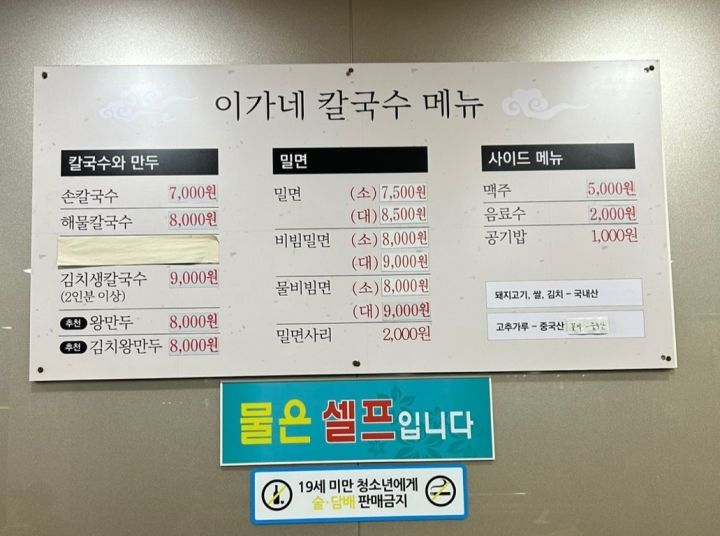 이가네 칼국수 메뉴
칼국수와 만두
손칼국수 7,000원
해물칼국수 8,000원
김치생칼국수 9,000원
(2인분 이상)
추천 왕만두 8,000원
추천 김치왕만두 8,000원
밀면
밀면 (소) 7,500원
(대) 8,500원
비빔밀면 (소) 8,000원
(대) 9,000원
물비빔면 (소) 8,000원
(대) 9,000원
밀면사리 2,000원
사이드 메뉴
맥주 5,000원
음료수 2,000원
공기밥 1,000원
돼지고기, 쌀, 김치 - 국내산
고추가루 - 중국산
물은 셀프입니다
19세 미만 청소년에게
술·담배 판매금지